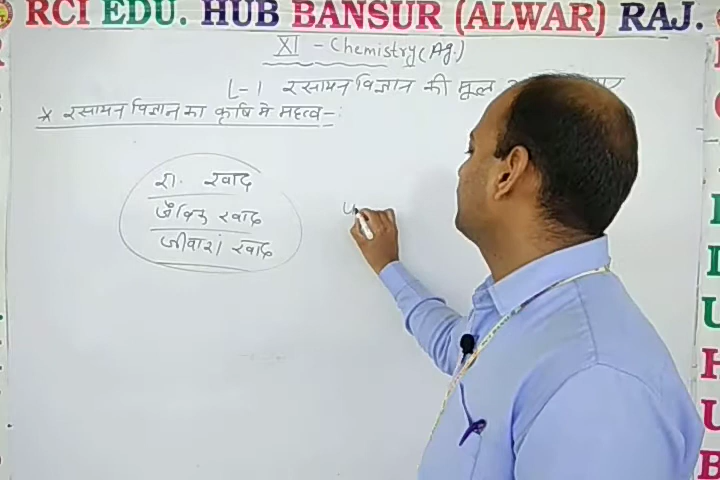 RCI EDU. HUB BANSUR (ALWAR) RAJ.
XI - Chemistry (Ag.)
L-1 रसायन विज्ञान की मूल
* रसायन विज्ञान का कृषि मे महत्व-:
रा. खाद
जैविक खाद
जीवाशं खाद